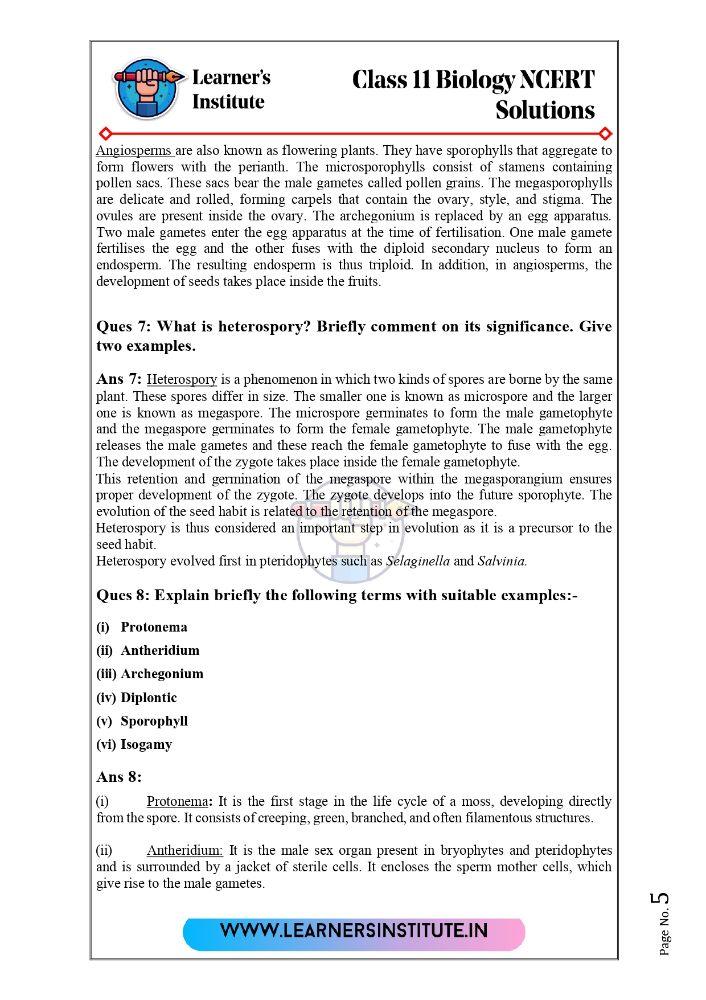 Learner's
Institute
Class 11 Biology NCERT
Solutions
Angiosperms are also known as flowering plants. They have sporophylls that aggregate to
form flowers with the perianth. The microsporophylls consist of stamens containing
pollen sacs. These sacs bear the male gametes called pollen grains. The megasporophylls
are delicate and rolled, forming carpels that contain the ovary, style, and stigma. The
ovules are present inside the ovary. The archegonium is replaced by an egg apparatus.
Two male gametes enter the egg apparatus at the time of fertilisation. One male gamete
fertilises the egg and the other fuses with the diploid secondary nucleus to form an
endosperm. The resulting endosperm is thus triploid. In addition, in angiosperms, the
development of seeds takes place inside the fruits.
Ques 7: What is heterospory? Briefly comment on its significance. Give
two examples.
Ans 7: Heterospory is a phenomenon in which two kinds of spores are borne by the same
plant. These spores differ in size. The smaller one is known as microspore and the larger
one is known as megaspore. The microspore germinates to form the male gametophyte
and the megaspore germinates to form the female gametophyte. The male gametophyte
releases the male gametes and these reach the female gametophyte to fuse with the egg.
The development of the zygote takes place inside the female gametophyte.
This retention and germination of the megaspore within the megasporangium ensures
proper development of the zygote. The zygote develops into the future sporophyte. The
evolution of the seed habit is related to the retention of the megaspore.
Heterospory is thus considered an important step in evolution as it is a precursor to the
seed habit.
Heterospory evolved first in pteridophytes such as Selaginella and Salvinia.
Ques 8: Explain briefly the following terms with suitable examples:-
(i) Protonema
(ii) Antheridium
(iii) Archegonium
(iv) Diplontic
(v) Sporophyll
(vi) Isogamy
Ans 8:
(i) Protonema: It is the first stage in the life cycle of a moss, developing directly
from the spore. It consists of creeping, green, branched, and often filamentous structures.
(ii) Antheridium: It is the male sex organ present in bryophytes and pteridophytes
and is surrounded by a jacket of sterile cells. It encloses the sperm mother cells, which
give rise to the male gametes.
WWW.LEARNERSINSTITUTE.IN
Page No. 5